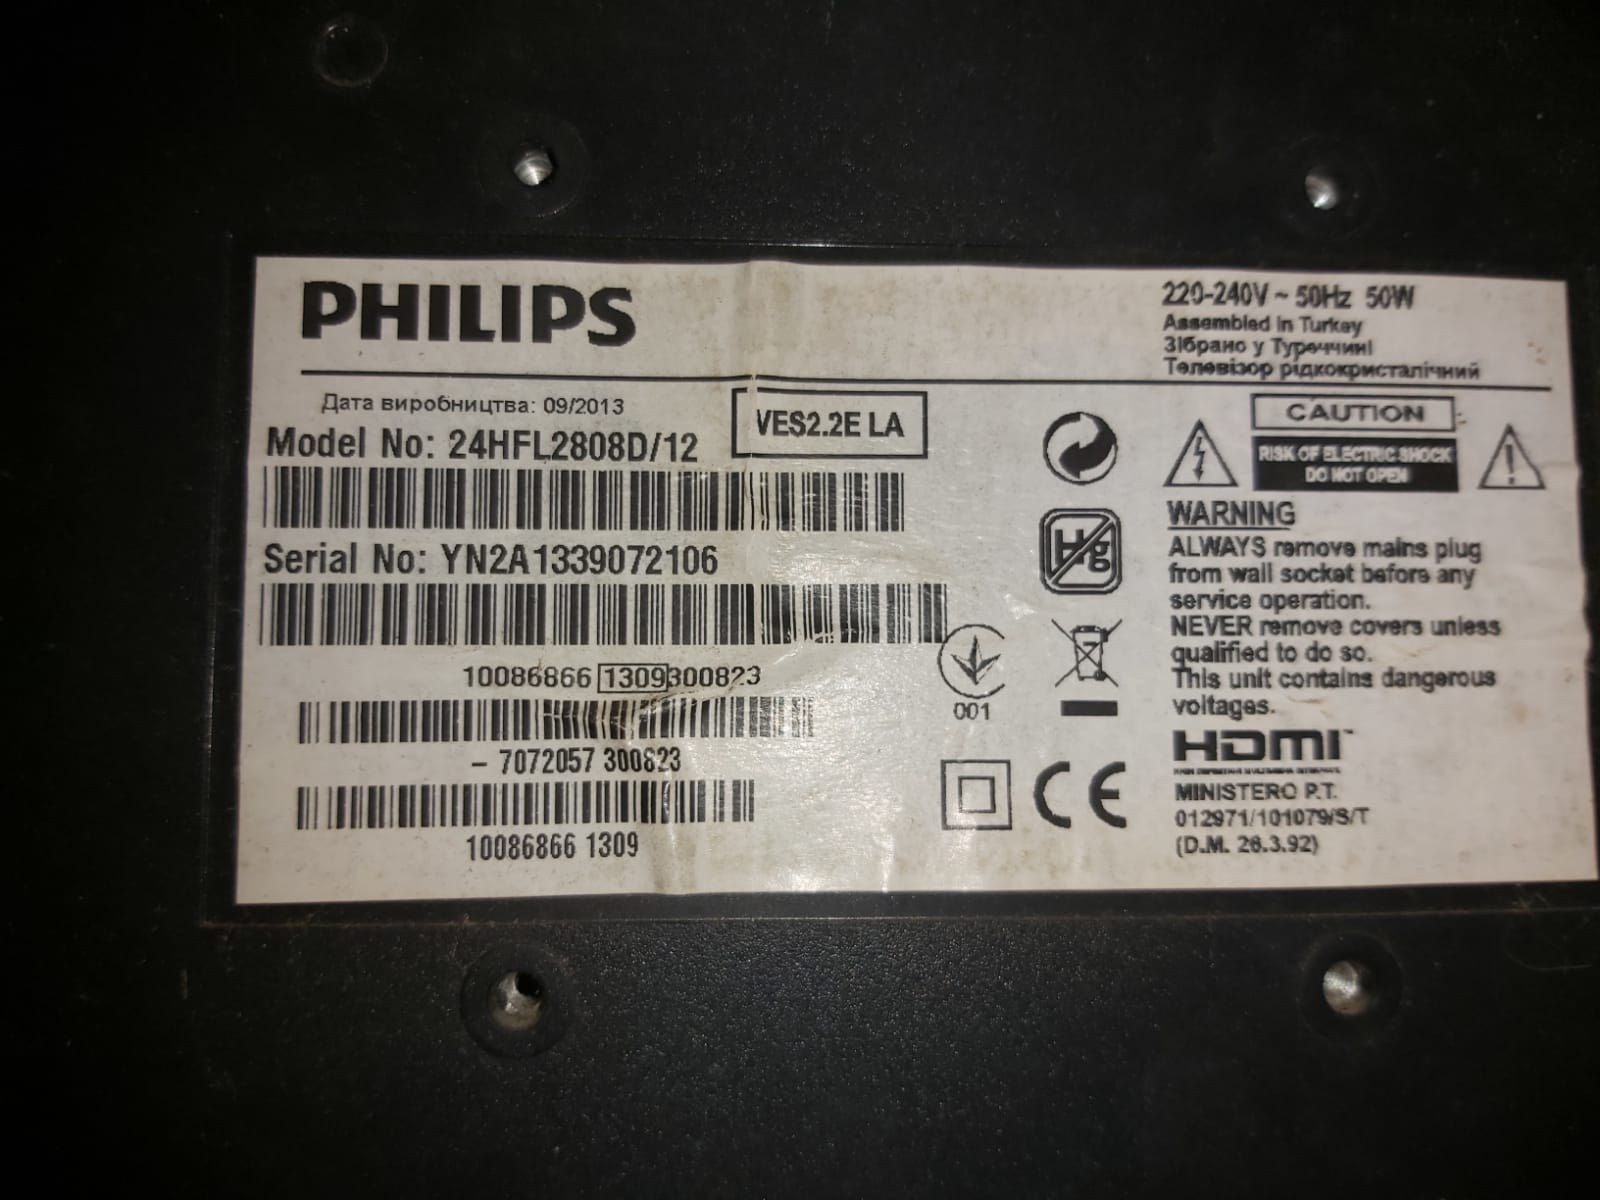 PHILIPS
220-240V ~ 50Hz 50W
Assembled in Turkey
Зібрано у Туреччині
Телевізор рідкокристалічний
Дата виробництва: 09/2013
VES2.2E LA
Model No: 24HFL2808D/12
Serial No: YN2A1339072106
10086866 1309300823
- 7072057 300823
10086866 1309
Hg
001
CE
CAUTION
RISK OF ELECTRIC SHOCK
DO NOT OPEN
WARNING
ALWAYS remove mains plug
from wall socket before any
service operation.
NEVER remove covers unless
qualified to do so.
This unit contains dangerous
voltages.
HDMI
MINISTERO P.T.
012971/101079/S/T
(D.M. 26.3.92)